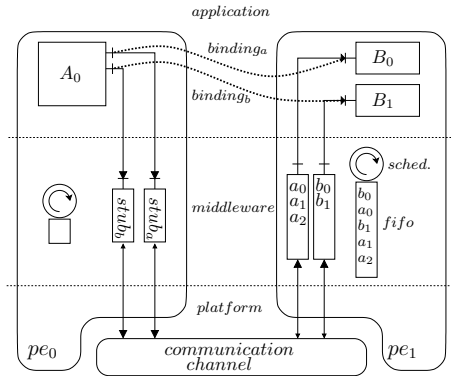 application
binding_a
A_0
B_0
binding_b
B_1
sched.
stub_b
stub_a
middleware
a_0
a_1
a_2
b_0
b_1
b_0
a_0
b_1
a_1
a_2
fifo
platform
pe_0
communication
channel
pe_1